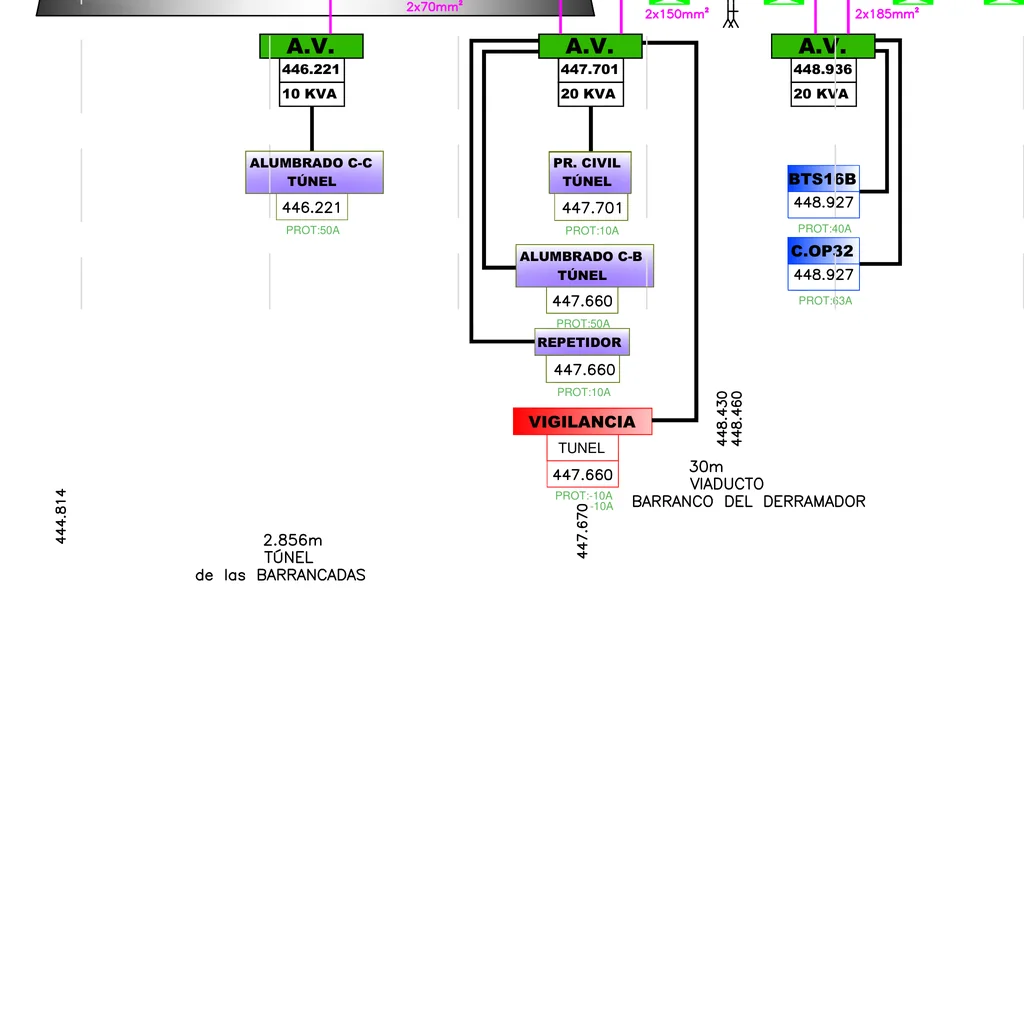 2x70mm²
2x150mm²
2x185mm²
A.V.
446.221
10 KVA
ALUMBRADO C-C
TÚNEL
446.221
PROT:50A
A.V.
447.701
20 KVA
PR. CIVIL
TÚNEL
447.701
PROT:10A
ALUMBRADO C-B
TÚNEL
447.660
PROT:50A
REPETIDOR
447.660
PROT:10A
VIGILANCIA
TUNEL
447.660
PROT:-10A
-10A
A.V.
448.936
20 KVA
BTS16B
448.927
PROT:40A
C.OP32
448.927
PROT:63A
448.430
448.460
30m
VIADUCTO
BARRANCO DEL DERRAMADOR
444.814
447.670
2.856m
TÚNEL
de las BARRANCADAS